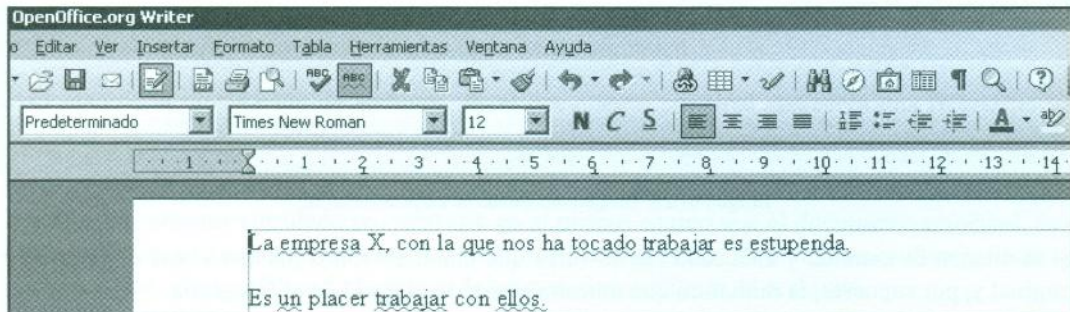 OpenOffice.org Writer
o Editar Ver Insertar Formato Tabla Herramientas Ventana Ayuda
ABC ABC
Predeterminado Times New Roman 12 N C S A
1 1 2 3 4 5 6 7 8 9 10 11 12 13 14
La empresa X, con la que nos ha tocado trabajar es estupenda.
Es un placer trabajar con ellos.